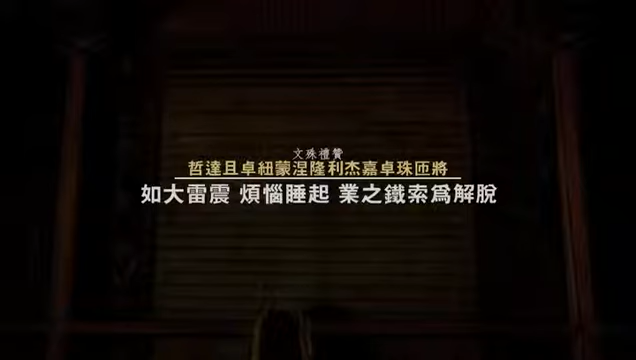 文殊禮贊
哲達且卓紐蒙涅隆利杰嘉卓珠匝將
如大雷震 煩惱睡起 業之鐵索爲解脫